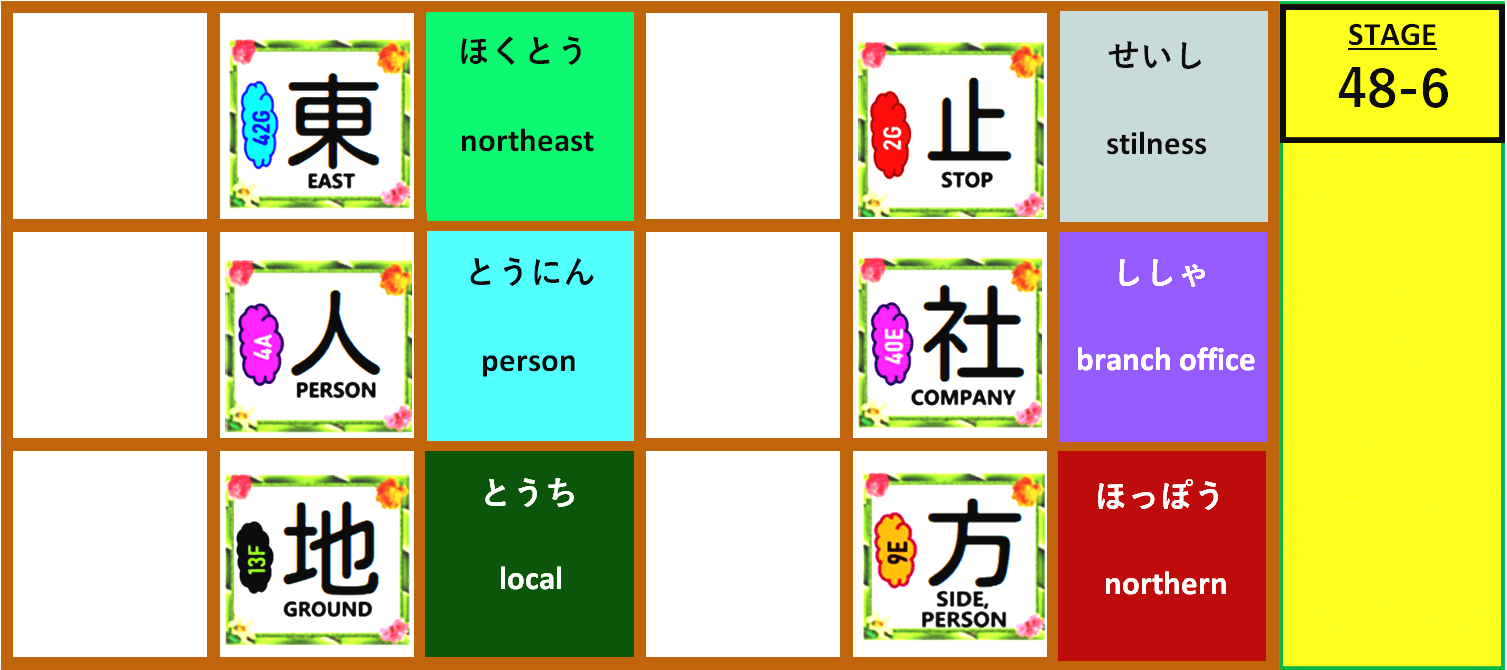 42G
東
EAST
ほくとう
northeast
2G
止
STOP
せいし
stilness
STAGE
48-6
4A
人
PERSON
とうにん
person
40E
社
COMPANY
ししゃ
branch office
13F
地
GROUND
とうち
local
9E
方
SIDE,
PERSON
ほっぽう
northern